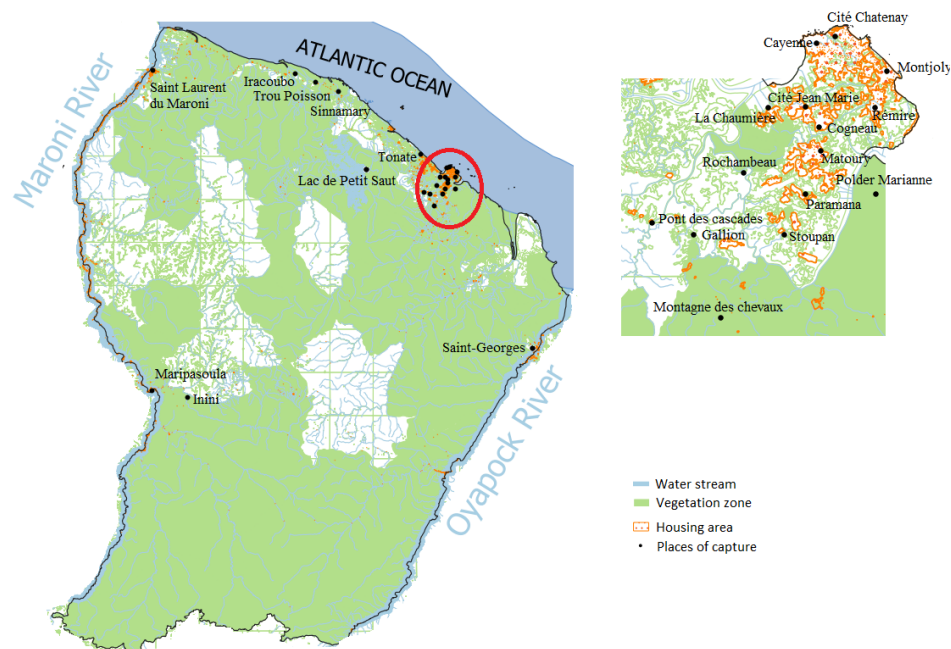 ATLANTIC OCEAN
Maroni River
Saint Laurent
du Maroni
Iracoubo
Trou Poisson
Sinnamary
Tonate
Lac de Petit Saut
Saint-Georges
Maripasoula
Inini
Oyapock River
Cité Chatenay
Cayenne
Montjoly
Cité Jean Marie
La Chaumière
Rémire
Cogneau
Matoury
Rochambeau
Polder Marianne
Paramana
Pont des cascades
Gallion
Stoupan
Montagne des chevaux
Water stream
Vegetation zone
Housing area
Places of capture